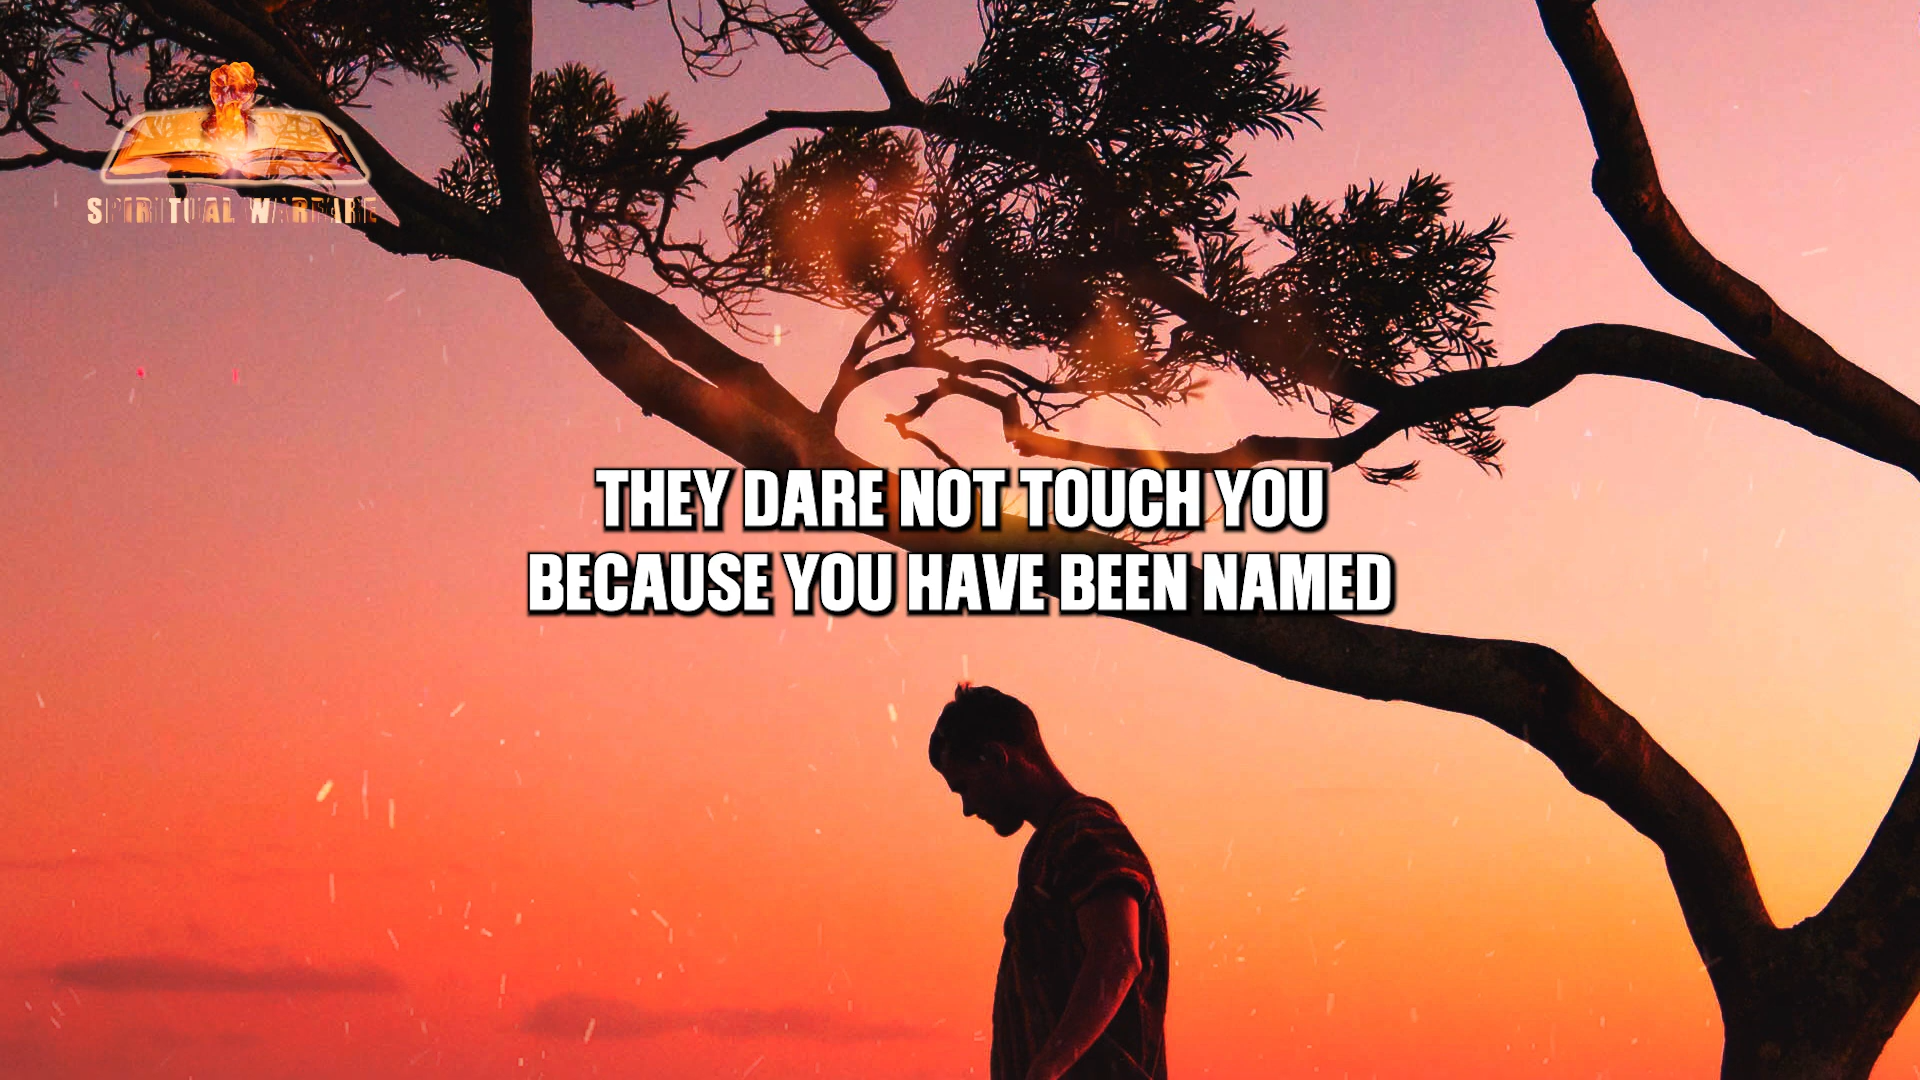 SPIRITUAL WARFARE
THEY DARE NOT TOUCH YOU
BECAUSE YOU HAVE BEEN NAMED